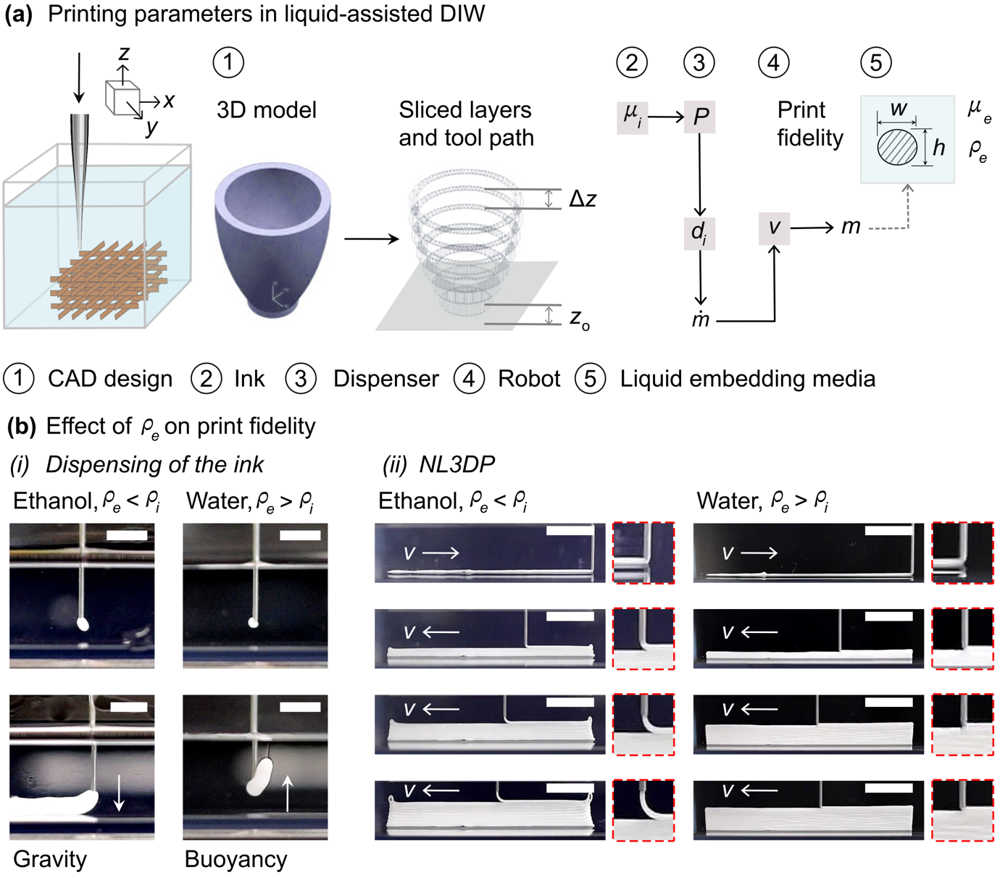 (a) Printing parameters in liquid-assisted DIW
z
x
y
1
3D model
Sliced layers
and tool path
Δz
z₀
2 3 4 5
μᵢ P
Print
fidelity
w
h
μₑ
ρₑ
dᵢ
v
m
ṁ
1 CAD design 2 Ink 3 Dispenser 4 Robot 5 Liquid embedding media
(b) Effect of ρₑ on print fidelity
(i) Dispensing of the ink
(ii) NL3DP
Ethanol, ρₑ < ρᵢ
Water, ρₑ > ρᵢ
Ethanol, ρₑ < ρᵢ
Water, ρₑ > ρᵢ
v
v
v
v
v
v
v
v
Gravity
Buoyancy